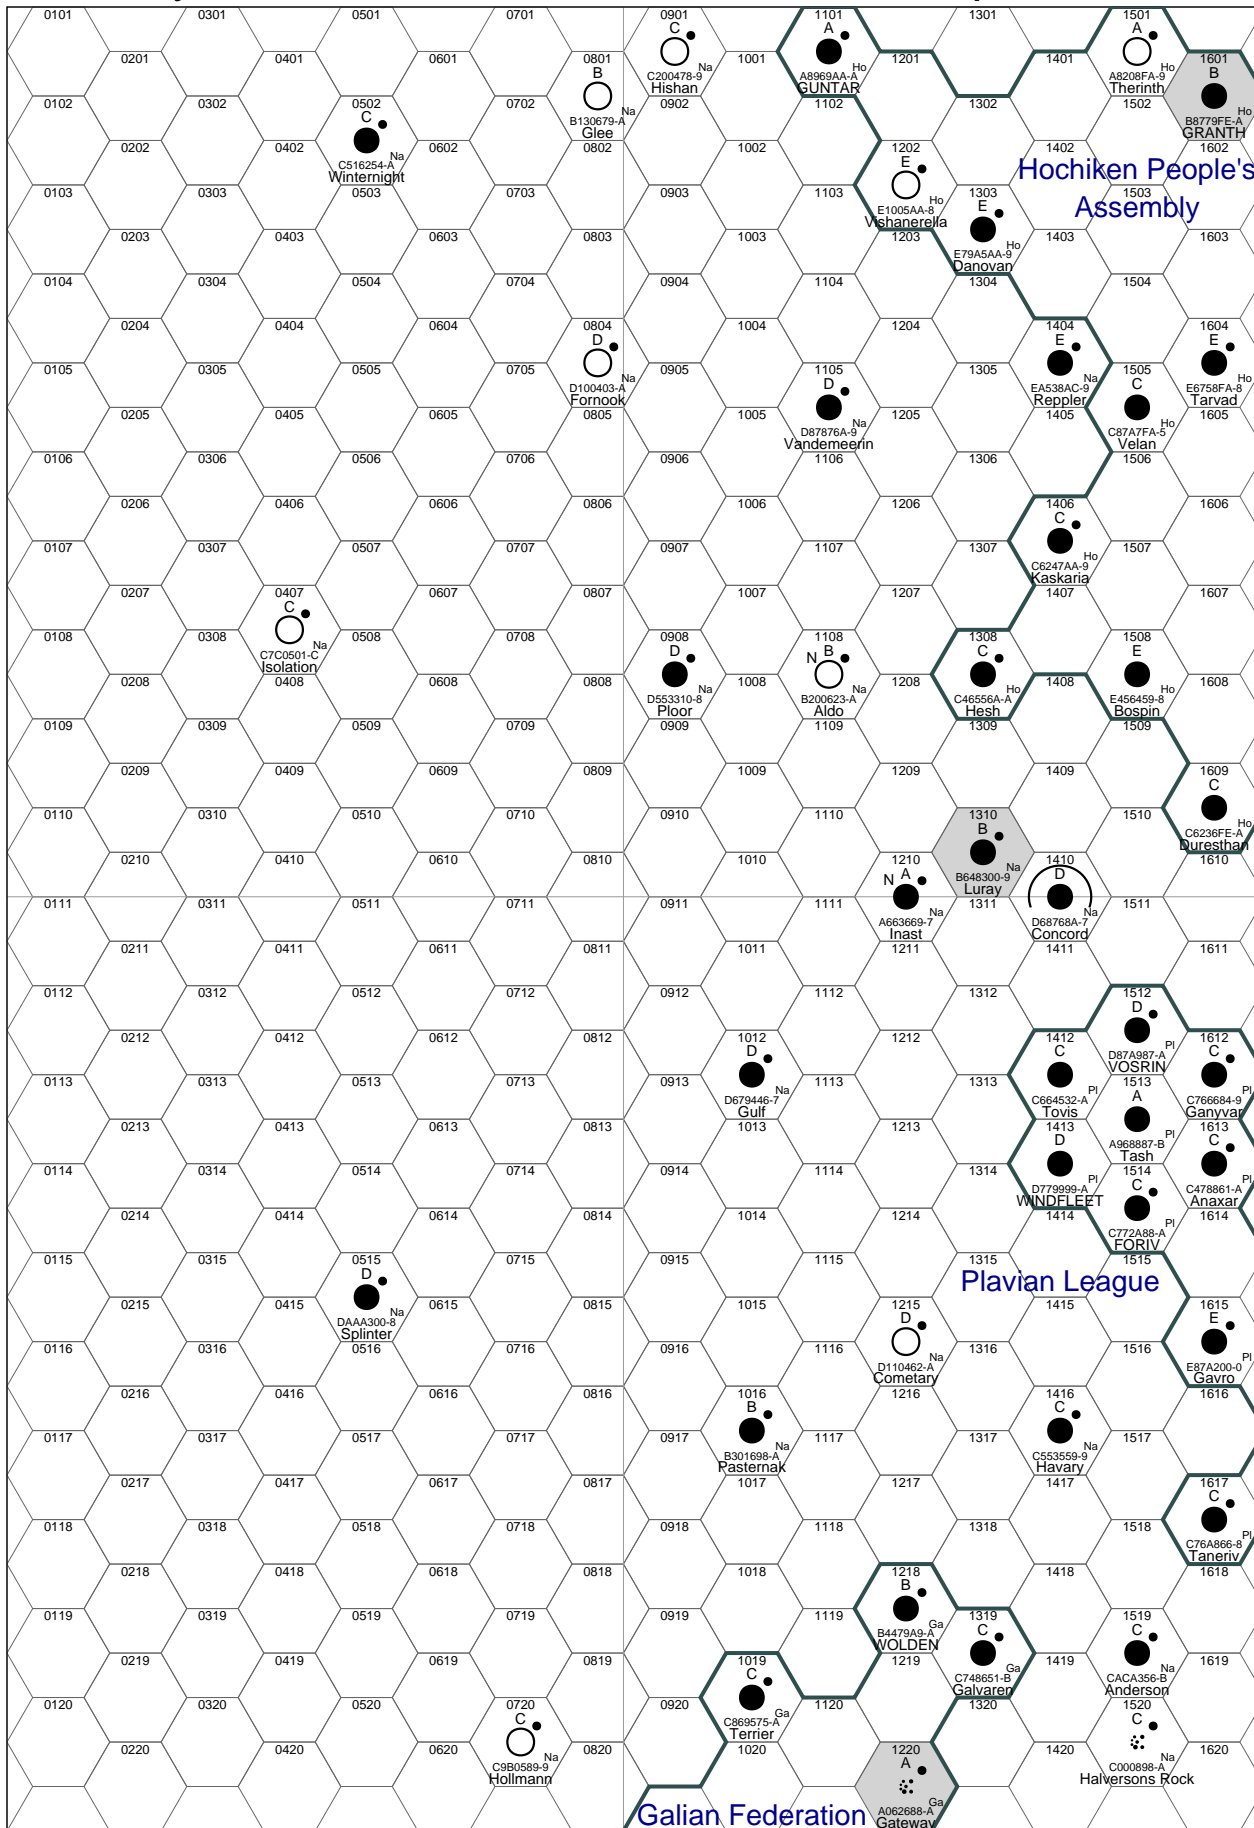 0101 0301 0501 0701 0901 1101 1301 1501
C A A
0201 0401 0601 0801 1001 1201 1401 1601
Na Ho Ho
B B
C200478-9 A8969AA-A A8208FA-9
Hishan GUNTAR Therinth
0102 0302 0502 0702 0902 1102 1302 1502
C
Na Ho
B130679-A B8779FE-A
Glee GRANTH
0202 0402 0602 0802 1002 1202 1402 1602
Na E
C516254-A
Winternight
Hochiken People's
Assembly
0103 0303 0503 0703 0903 1103 1303 1503
E
Ho
E1005AA-8
Vishanerella
0203 0403 0603 0803 1003 1203 1403 1603
Ho
E79A5AA-9
Danovan
0104 0304 0504 0704 0904 1104 1304 1504
0204 0404 0604 0804 1004 1204 1404 1604
D E E
0105 0305 0505 0705 0905 1105 1305 1505
Na Na Ho
D C
D100403-A EA538AC-9 E6758FA-8
Fornook Reppler Tarvad
0205 0405 0605 0805 1005 1205 1405 1605
Na Ho
D87876A-9 C87A7FA-5
Vandemeerin Velan
0106 0306 0506 0706 0906 1106 1306 1506
0206 0406 0606 0806 1006 1206 1406 1606
C
0107 0307 0507 0707 0907 1107 1307 1507
Ho
C6247AA-9
Kaskaria
0207 0407 0607 0807 1007 1207 1407 1607
C
0108 0308 0508 0708 0908 1108 1308 1508
Na
D N B C E
C7C0501-C
Isolation
0208 0408 0608 0808 1008 1208 1408 1608
Na Na Ho Ho
D553310-8 B200623-A C46556A-A E456459-8
Ploor Aldo Hesh Bospin
0109 0309 0509 0709 0909 1109 1309 1509
0209 0409 0609 0809 1009 1209 1409 1609
C
0110 0310 0510 0710 0910 1110 1310 1510
B Ho
C6236FE-A
Duresthan
0210 0410 0610 0810 1010 1210 1410 1610
Na
N A D
B648300-9
Luray
0111 0311 0511 0711 0911 1111 1311 1511
Na Na
A663669-7 D68768A-7
Inast Concord
0211 0411 0611 0811 1011 1211 1411 1611
0112 0312 0512 0712 0912 1112 1312 1512
D
0212 0412 0612 0812 1012 1212 1412 1612
Pl
D C C
D87A987-A
VOSRIN
0113 0313 0513 0713 0913 1113 1313 1513
Na Pl Pl
A
D679446-7 C664532-A C766684-9
Gulf Tovis Ganyvar
0213 0413 0613 0813 1013 1213 1413 1613
Pl
D C
A968887-B
Tash
0114 0314 0514 0714 0914 1114 1314 1514
Pl Pl
C
D779999-A C478861-A
WINDFLEET Anaxar
0214 0414 0614 0814 1014 1214 1414 1614
Pl
C772A88-A
FORIV
0115 0315 0515 0715 0915 1115 1315 1515
D
Plavian League
0215 0415 0615 0815 1015 1215 1415 1615
Na
D E
DAAA300-8
Splinter
0116 0316 0516 0716 0916 1116 1316 1516
Na Pl
D110462-A E87A200-0
Cometary Gavro
0216 0416 0616 0816 1016 1216 1416 1616
B C
0117 0317 0517 0717 0917 1117 1317 1517
Na Na
B301698-A C553559-9
Pasternak Havary
0217 0417 0617 0817 1017 1217 1417 1617
C
0118 0318 0518 0718 0918 1118 1318 1518
Pl
C76A866-8
Taneriv
0218 0418 0618 0818 1018 1218 1418 1618
B
0119 0319 0519 0719 0919 1119 1319 1519
Ga
C C
B4479A9-A
WOLDEN
0219 0419 0619 0819 1019 1219 1419 1619
Ga Na
C
C748651-B CACA356-B
Galvaren Anderson
0120 0320 0520 0720 0920 1120 1320 1520
C Ga C
C869575-A
Terrier
0220 0420 0620 0820 1020 1220 1420 1620
Na Na
A
C9B0589-9 C000898-A
Hollmann Halversons Rock
Ga
A062688-A
Galian Federation Gateway